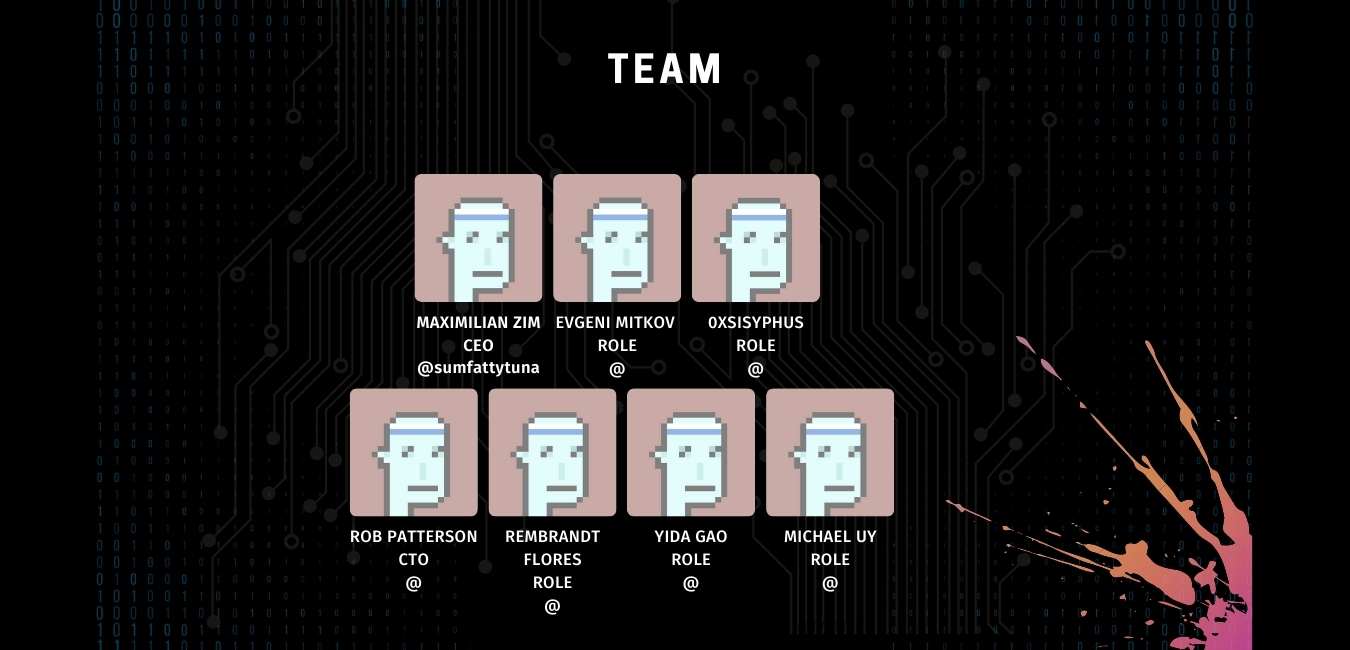 TEAM
MAXIMILIAN ZIM
CEO
@sumfattytuna
EVGENI MITKOV
ROLE
@
0XSISYPHUS
ROLE
@
ROB PATTERSON
CTO
@
REMBRANDT
FLORES
ROLE
@
YIDA GAO
ROLE
@
MICHAEL UY
ROLE
@